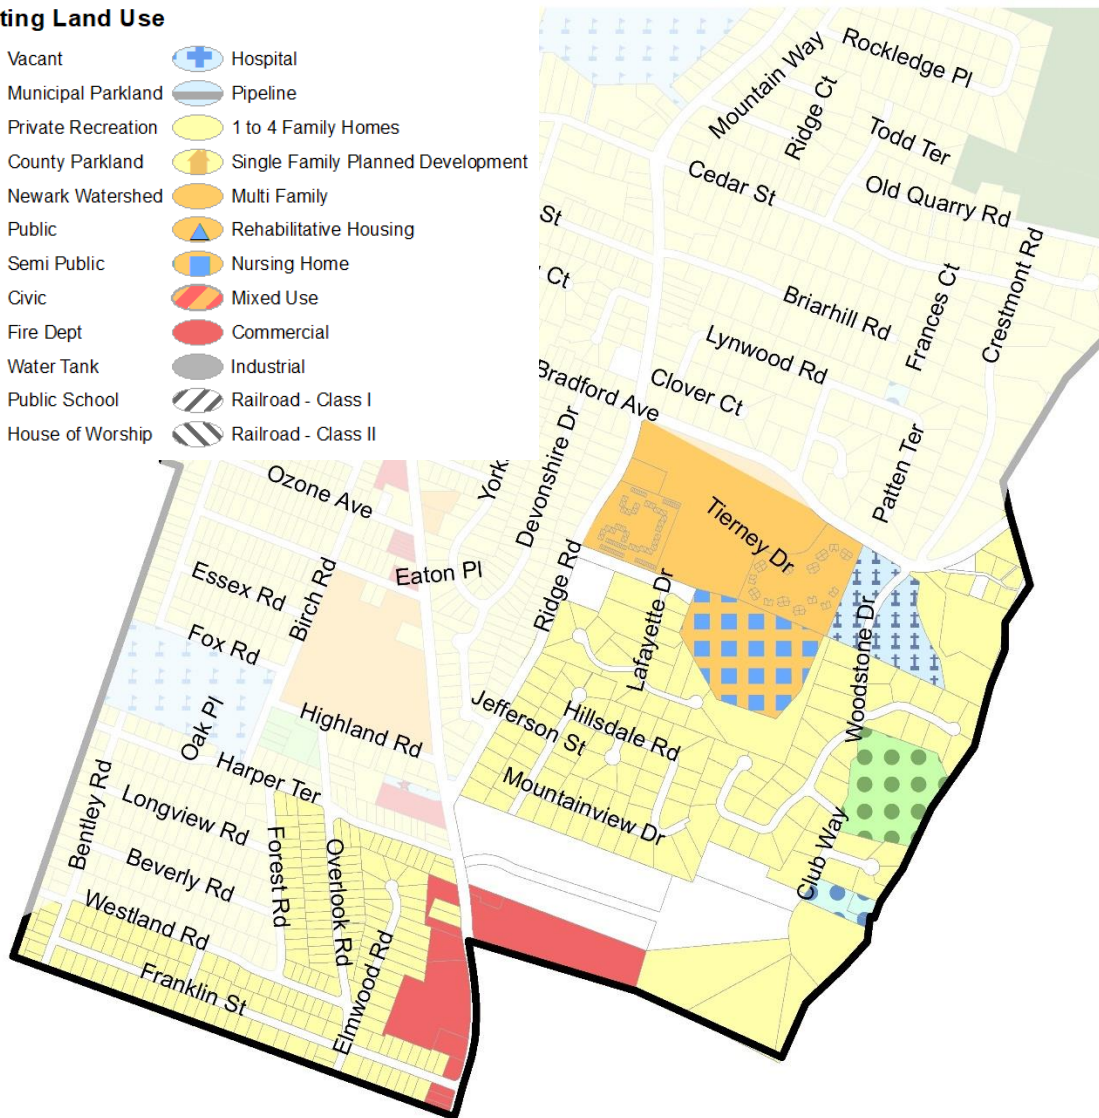 ting Land Use
Vacant Hospital
Municipal Parkland Pipeline
Private Recreation 1 to 4 Family Homes
County Parkland Single Family Planned Development
Newark Watershed Multi Family
Public Rehabilitative Housing
Semi Public Nursing Home
Civic Mixed Use
Fire Dept Commercial
Water Tank Industrial
Public School Railroad - Class I
House of Worship Railroad - Class II
Rockledge Pl
Mountain Way
Ridge Ct
Todd Ter
Cedar St
Old Quarry Rd
St
Crestmont Rd
Ct
Frances Ct
Briarhill Rd
Lynwood Rd
Bradford Ave
Clover Ct
Devonshire Dr
Patten Ter
York
Ozone Ave
Tierney Dr
Eaton Pl
Essex Rd
Birch Rd
Ridge Rd
Lafayette Dr
Woodstone Dr
Fox Rd
Oak Pl
Highland Rd
Jefferson St
Hillsdale Rd
Harper Ter
Mountainview Dr
Bentley Rd
Longview Rd
Forest Rd
Overlook Rd
Club Way
Beverly Rd
Westland Rd
Elmwood Rd
Franklin St